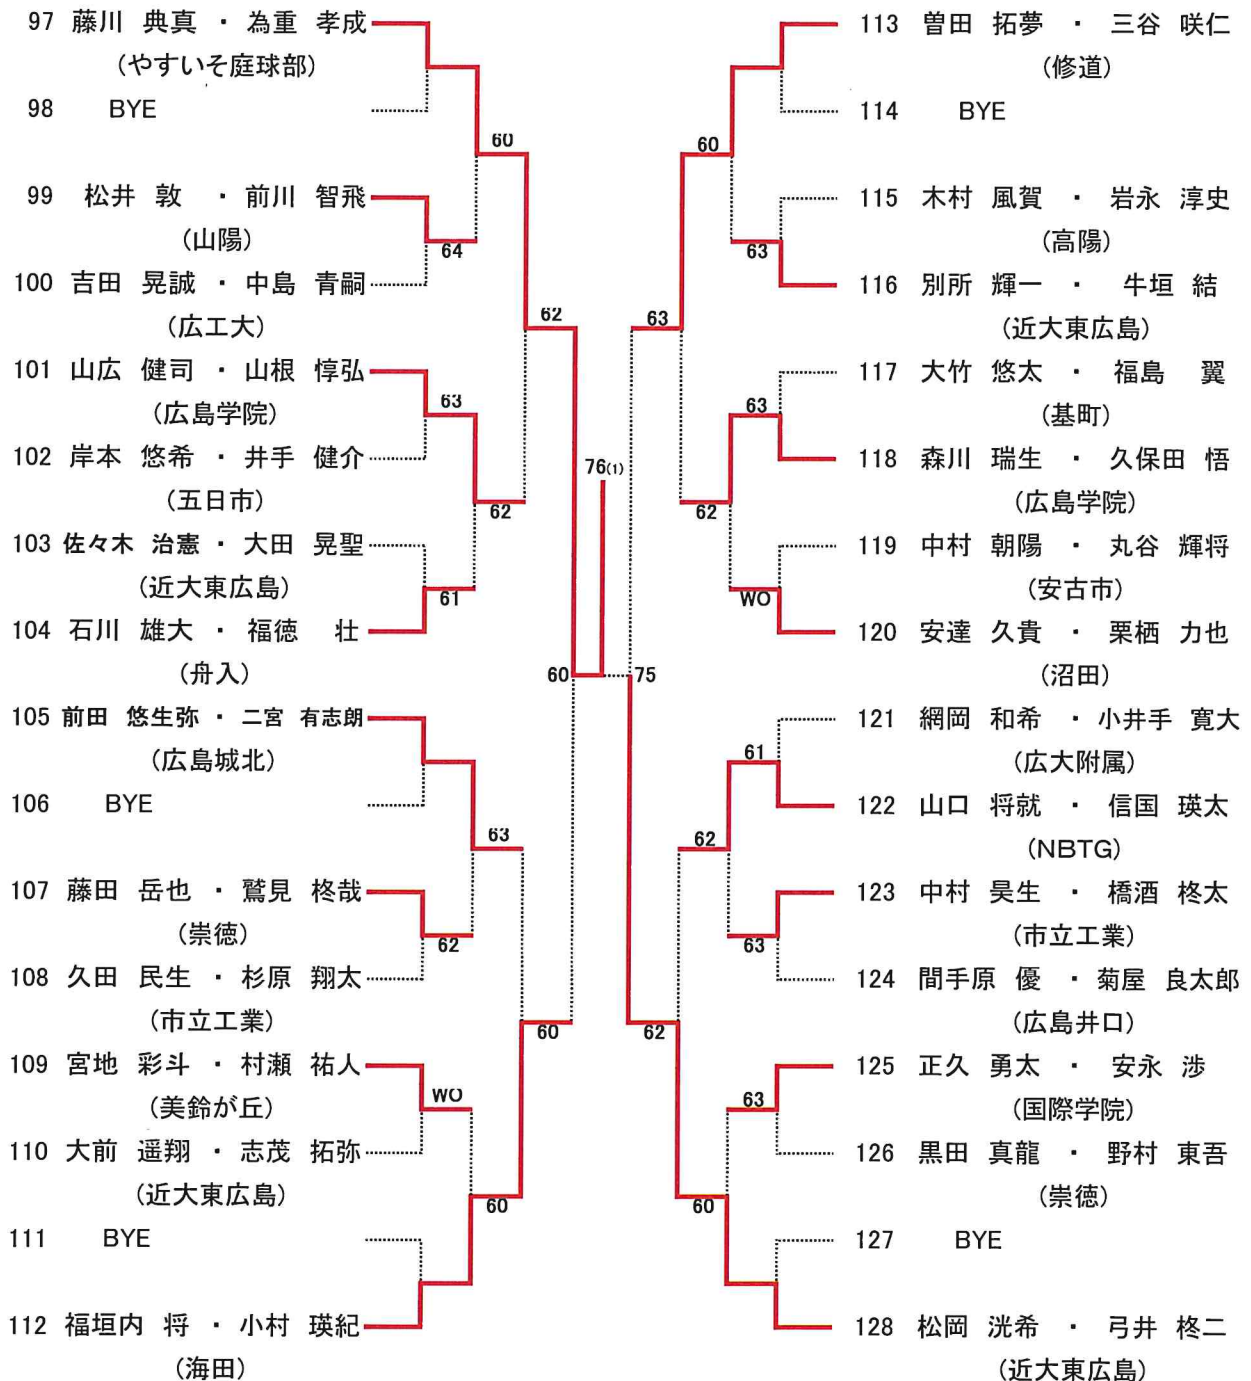 97 藤川 典真 ・ 為重 孝成
(やすいそ庭球部)
98 BYE
60
99 松井 敦 ・ 前川 智飛
(山陽)
64
100 吉田 晃誠 ・ 中島 青嗣
(広工大)
62
101 山広 健司 ・ 山根 惇弘
(広島学院)
63
102 岸本 悠希 ・ 井手 健介
(五日市)
62
103 佐々木 治憲 ・ 大田 晃聖
(近大東広島)
61
104 石川 雄大 ・ 福徳 壮
(舟入)
60
105 前田 悠生弥 ・ 二宮 有志朗
(広島城北)
106 BYE
63
107 藤田 岳也 ・ 鷲見 柊哉
(崇徳)
62
108 久田 民生 ・ 杉原 翔太
(市立工業)
60
109 宮地 彩斗 ・ 村瀬 祐人
(美鈴が丘)
WO
110 大前 遥翔 ・ 志茂 拓弥
(近大東広島)
60
111 BYE
112 福垣内 将 ・ 小村 瑛紀
(海田)
76(1)
113 曽田 拓夢 ・ 三谷 咲仁
(修道)
114 BYE
60
115 木村 風賀 ・ 岩永 淳史
(高陽)
63
116 別所 輝一 ・ 牛垣 結
(近大東広島)
63
117 大竹 悠太 ・ 福島 翼
(基町)
63
118 森川 瑞生 ・ 久保田 悟
(広島学院)
62
119 中村 朝陽 ・ 丸谷 輝将
(安古市)
WO
120 安達 久貴 ・ 栗栖 力也
(沼田)
75
121 網岡 和希 ・ 小井手 寛大
(広大附属)
61
122 山口 将就 ・ 信国 瑛太
(NBTG)
62
123 中村 昊生 ・ 橋酒 柊太
(市立工業)
63
124 間手原 優 ・ 菊屋 良太郎
(広島井口)
62
125 正久 勇太 ・ 安永 渉
(国際学院)
63
126 黒田 真龍 ・ 野村 東吾
(崇徳)
60
127 BYE
128 松岡 洸希 ・ 弓井 柊二
(近大東広島)